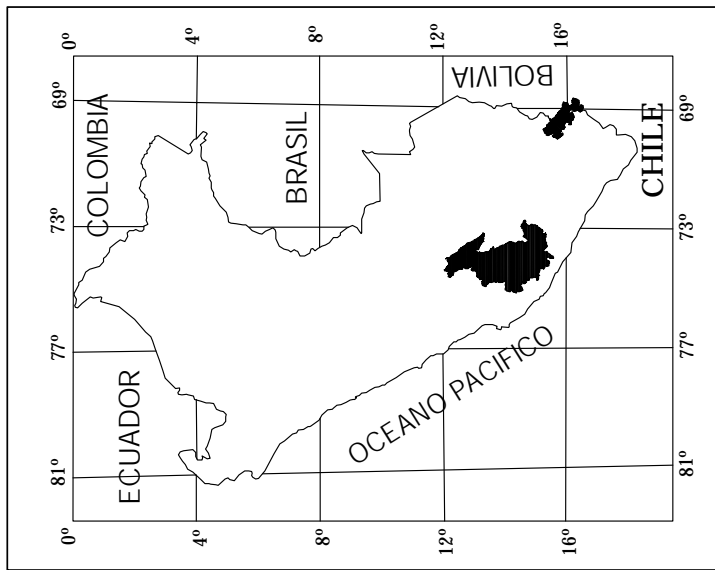 81º 77º 73º 69º
0º 0º
ECUADOR COLOMBIA
4º 4º
BRASIL
8º 8º
OCEANO PACIFICO
12º 12º
BOLIVIA
16º 16º
CHILE
81º 77º 73º 69º